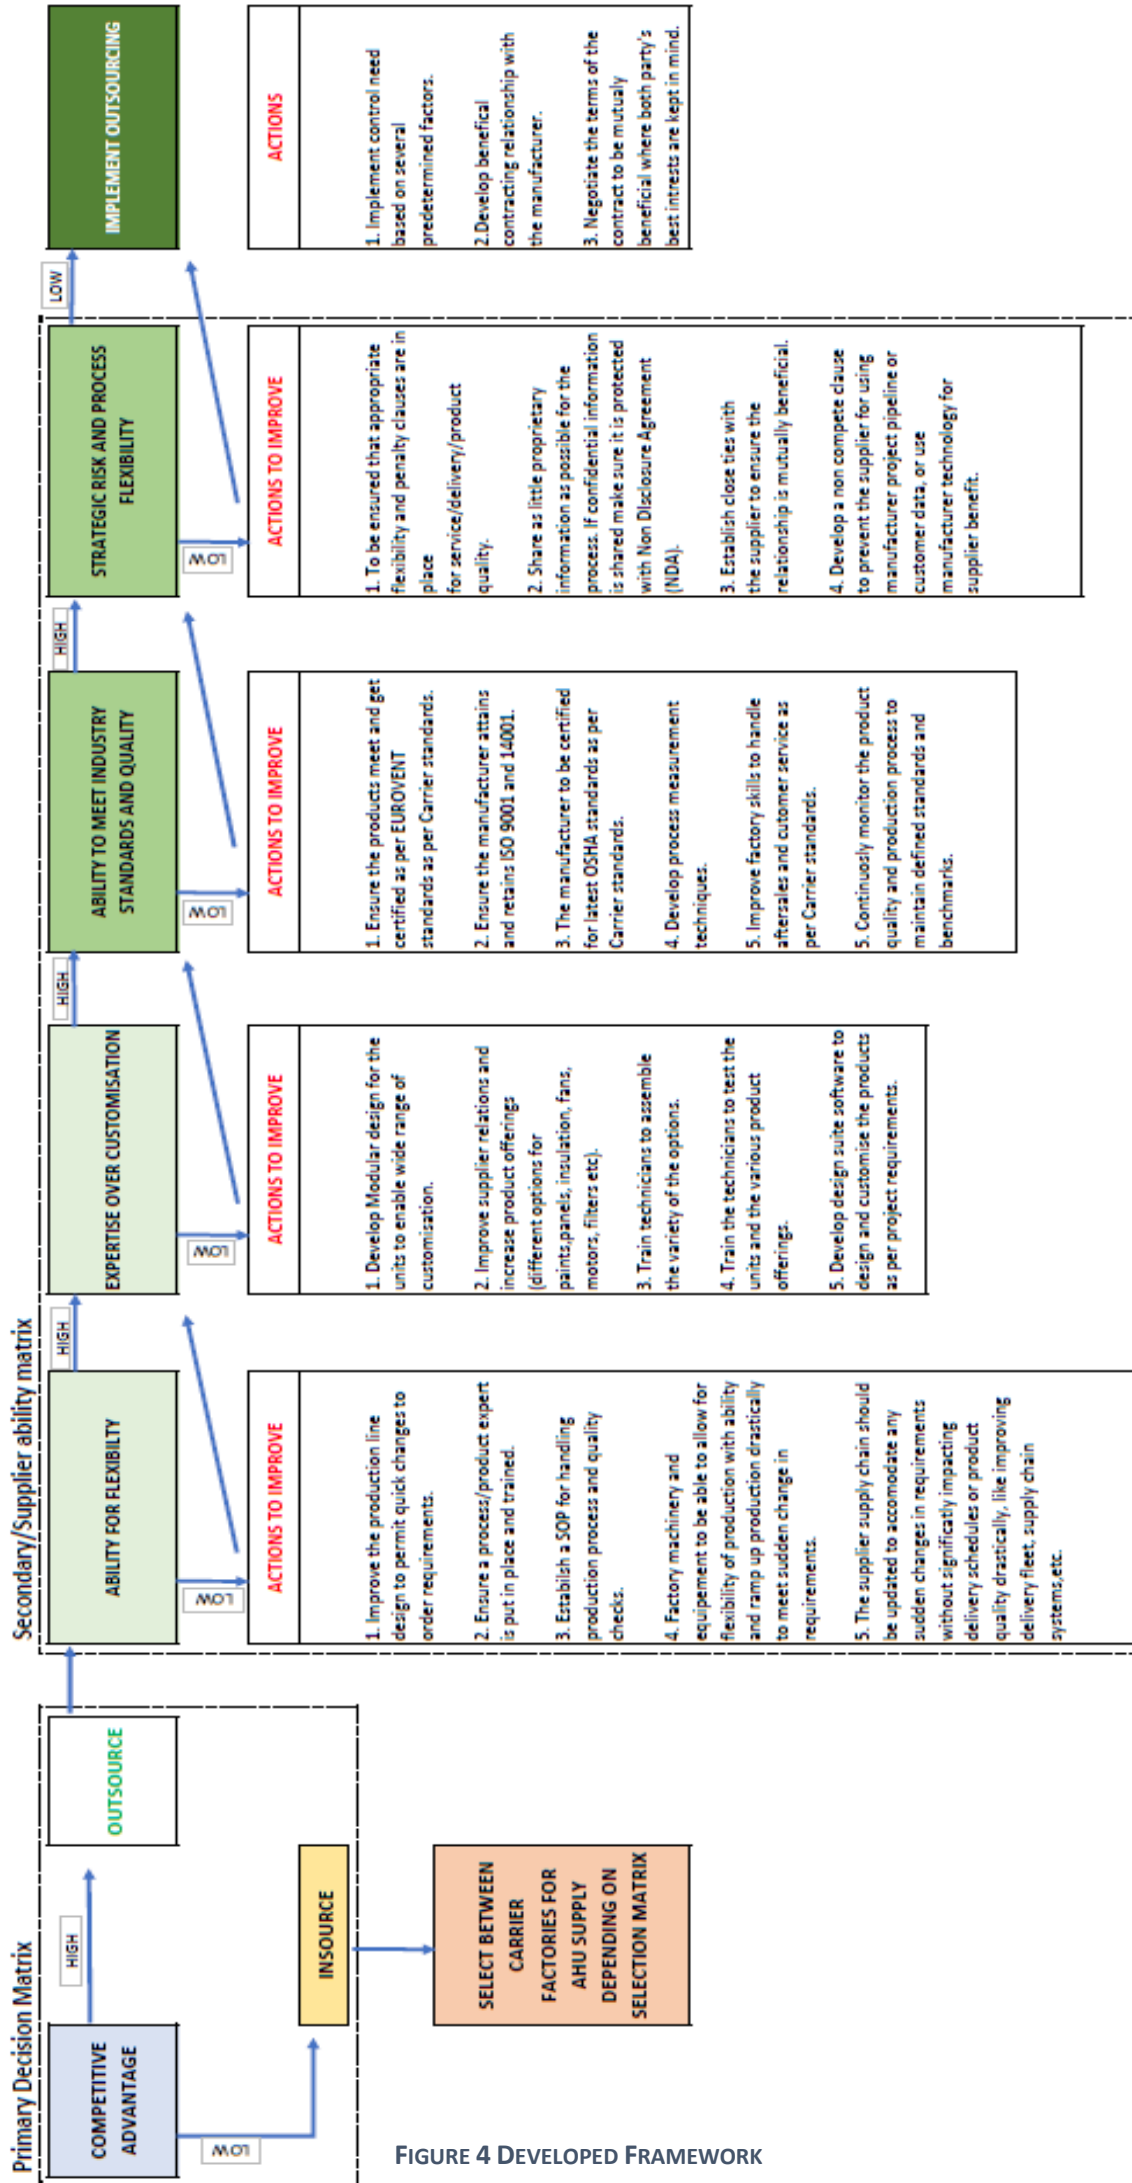 Primary Decision Matrix
COMPETITIVE
ADVANTAGE
HIGH
LOW
OUTSOURCE
INSOURCE
SELECT BETWEEN
CARRIER
FACTORIES FOR
AHU SUPPLY
DEPENDING ON
SELECTION MATRIX
Secondary/Supplier ability matrix
ABILITY FOR FLEXIBILTY
HIGH
LOW
ACTIONS TO IMPROVE
1. Improve the production line
design to permit quick changes to
order requirements.
2. Ensure a process/product expert
is put in place and trained.
3. Establish a SOP for handling
production process and quality
checks.
4. Factory machinery and
equipement to be able to allow for
flexibility of production with ability
and ramp up production drastically
to meet sudden change in
requirements.
5. The supplier supply chain should
be updated to accomodate any
sudden changes in requirements
without significatly impacting
delivery schedules or product
quality drastically, like improving
delivery fleet, supply chain
systems,etc.
EXPERTISE OVER CUSTOMISATION
HIGH
LOW
ACTIONS TO IMPROVE
1. Develop Modular design for the
units to enable wide range of
customisation.
2. Improve supplier relations and
increase product offerings
(different options for
paints,panels, insulation, fans,
motors, filters etc).
3. Train technicians to assemble
the variety of the options.
4. Train the technicians to test the
units and the various product
offerings.
5. Develop design suite software to
design and customise the products
as per project requirements.
ABILITY TO MEET INDUSTRY
STANDARDS AND QUALITY
HIGH
LOW
ACTIONS TO IMPROVE
1. Ensure the products meet and get
certified as per EUROVENT
standards as per Carrier standards.
2. Ensure the manufacturer attains
and retains ISO 9001 and 14001.
3. The manufacturer to be certified
for latest OSHA standards as per
Carrier standards.
4. Develop process measurement
techniques.
5. Improve factory skills to handle
aftersales and cutomer service as
per Carrier standards.
5. Continuosly monitor the product
quality and production process to
maintain defined standards and
benchmarks.
STRATEGIC RISK AND PROCESS
FLEXIBILITY
LOW
LOW
ACTIONS TO IMPROVE
1. To be ensured that appropriate
flexibility and penalty clauses are in
place
for service/delivery/product
quality.
2. Share as little proprietary
information as possible for the
process. If confidential information
is shared make sure it is protected
with Non Disclosure Agreement
(NDA).
3. Establish close ties with
the supplier to ensure the
relationship is mutually beneficial.
4. Develop a non compete clause
to prevent the supplier for using
manufacturer project pipeline or
customer data, or use
manufacturer technology for
supplier benefit.
IMPLEMENT OUTSOURCING
ACTIONS
1. Implement control need
based on several
predetermined factors.
2.Develop benefical
contracting relationship with
the manufacturer.
3. Negotiate the terms of the
contract to be mutualy
beneficial where both party's
best intrests are kept in mind.
FIGURE 4 DEVELOPED FRAMEWORK